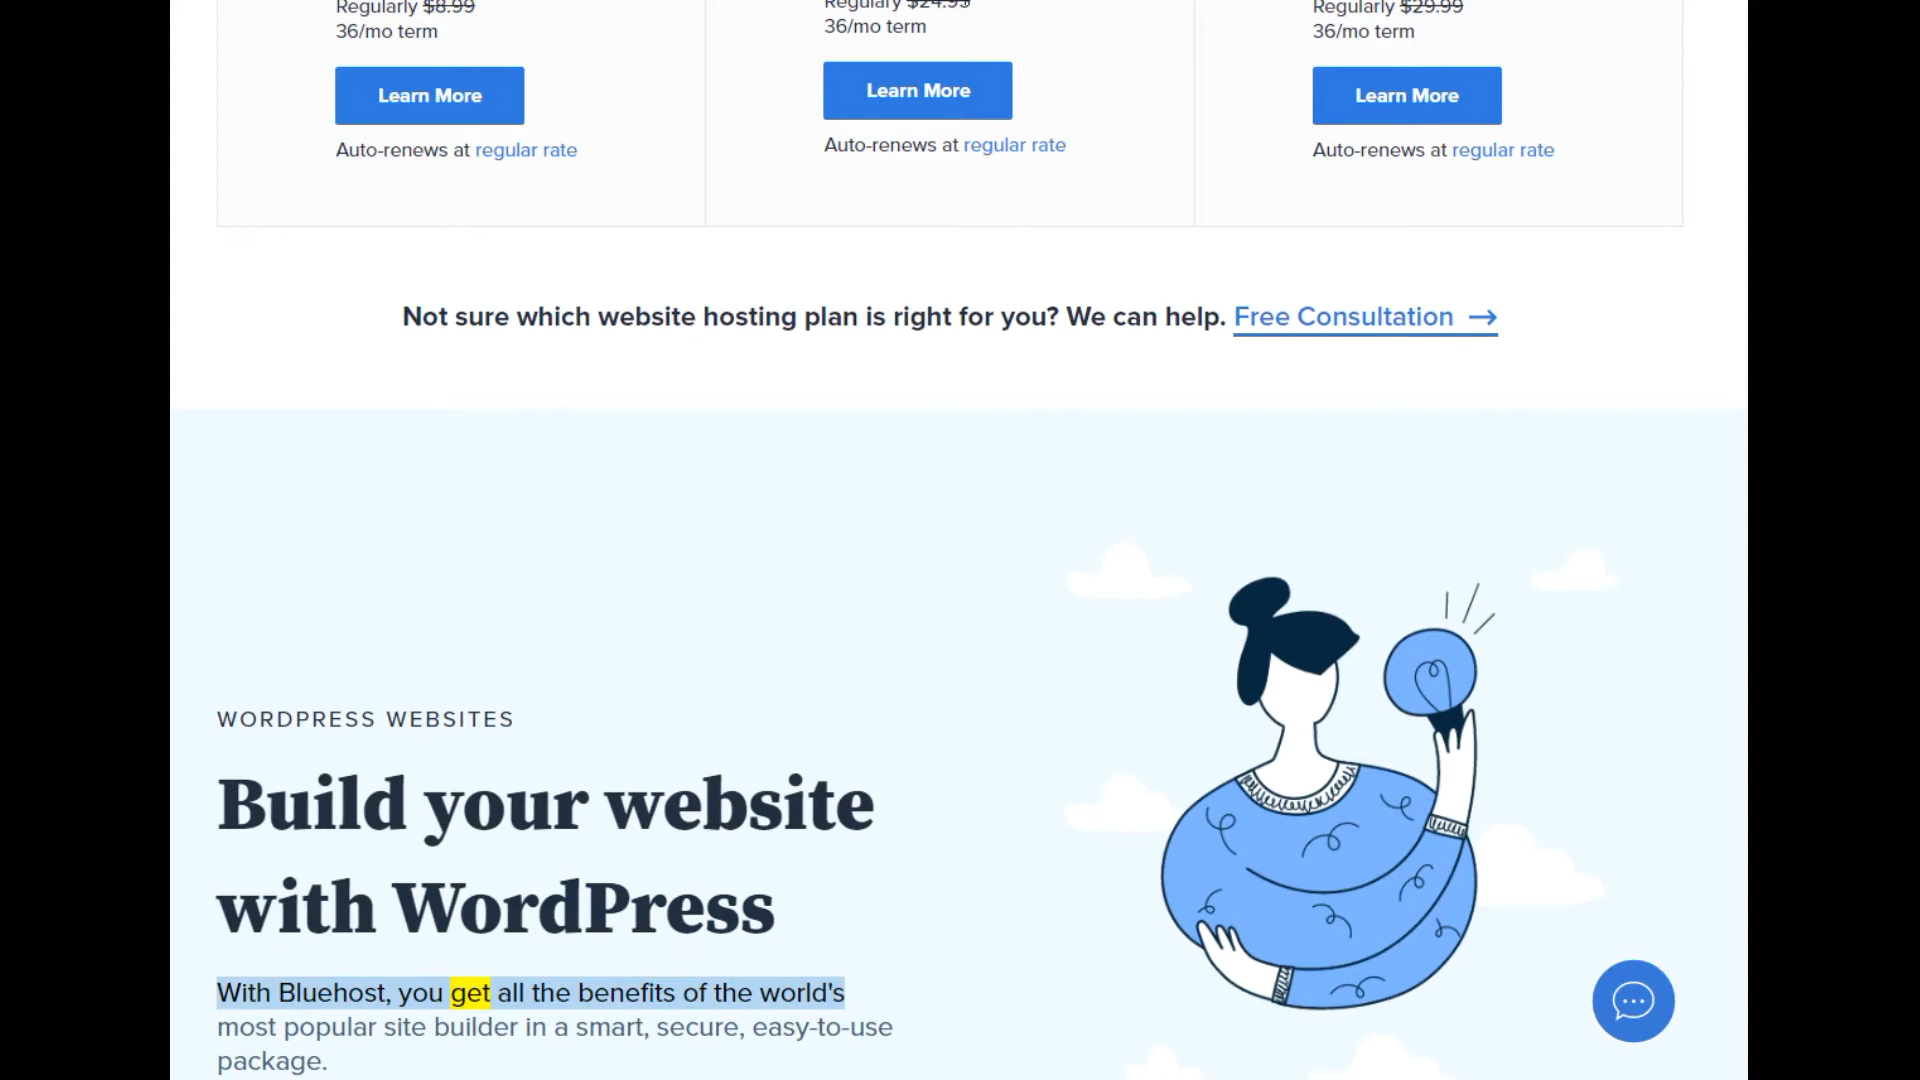 Regularly $8.99
36/mo term
Learn More
Auto-renews at regular rate
Regulary $24.95
36/mo term
Learn More
Auto-renews at regular rate
Regularly $29.99
36/mo term
Learn More
Auto-renews at regular rate
Not sure which website hosting plan is right for you? We can help. Free Consultation →
WORDPRESS WEBSITES
Build your website
with WordPress
With Bluehost, you get all the benefits of the world's
most popular site builder in a smart, secure, easy-to-use
package.